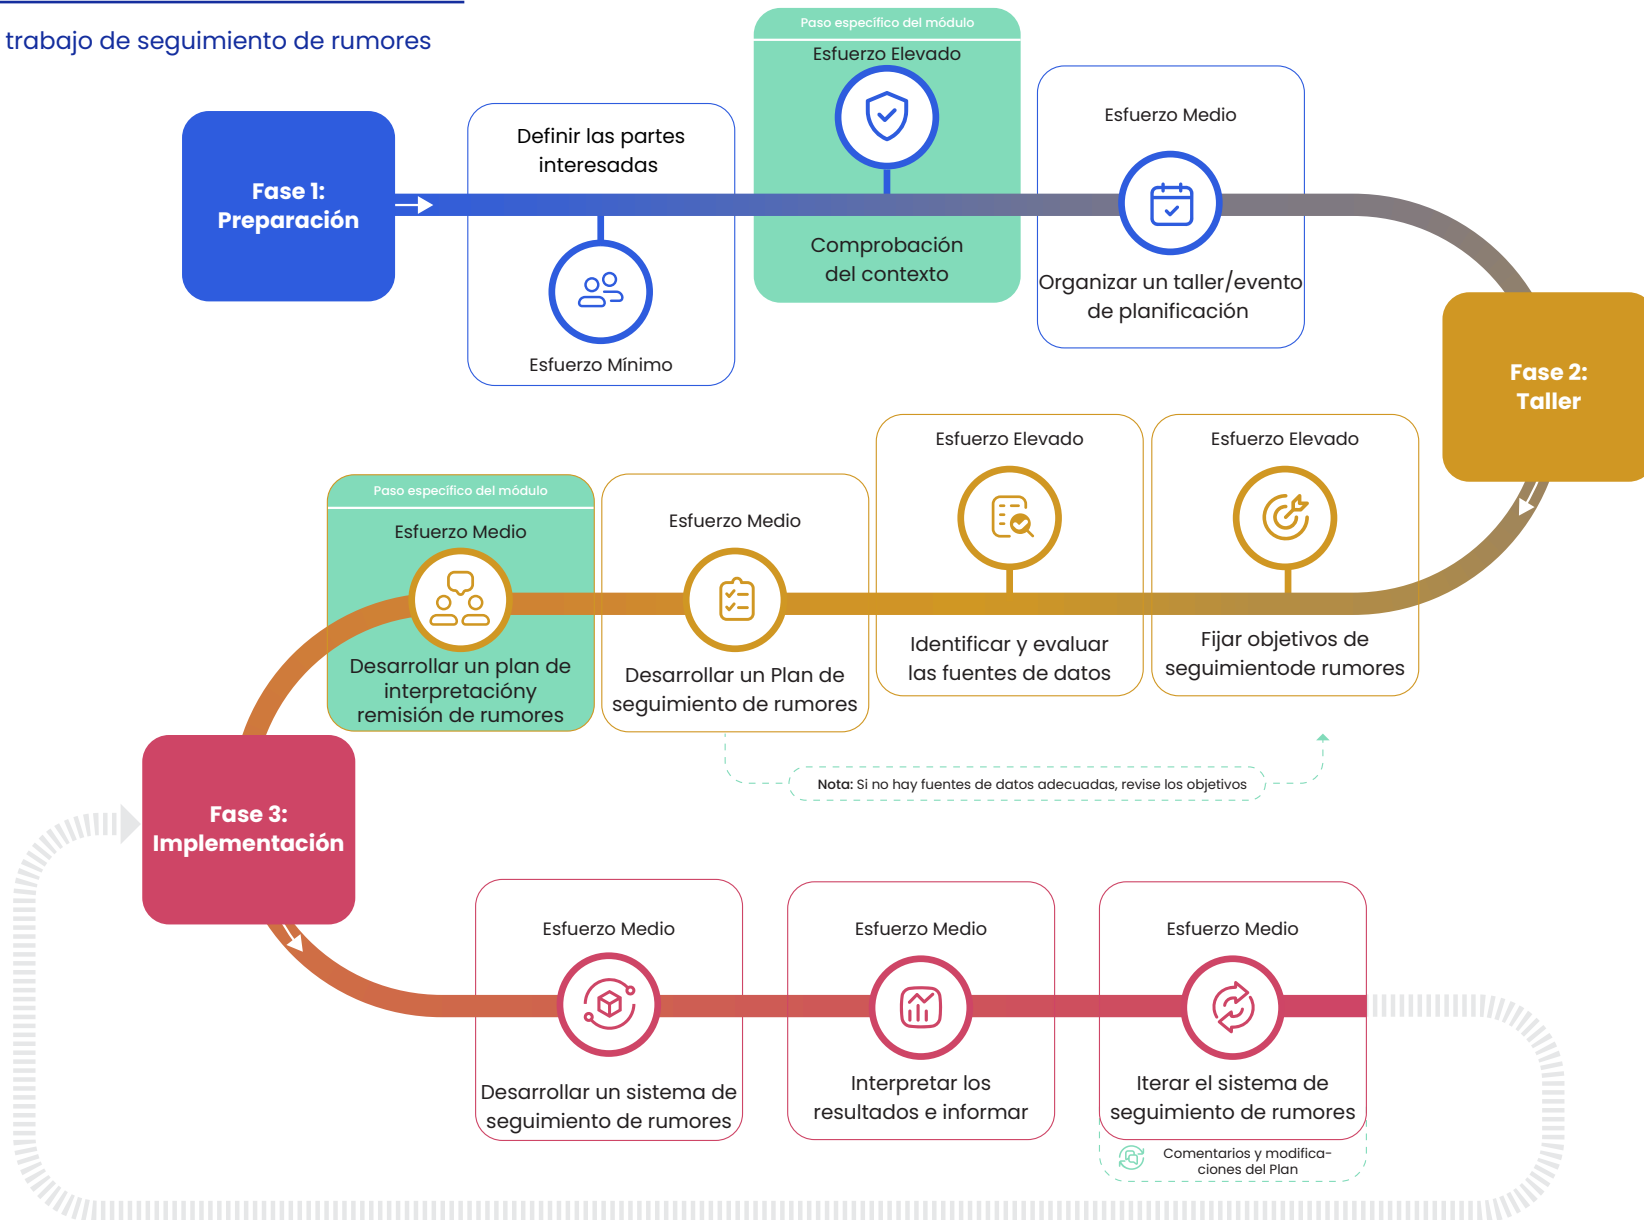 trabajo de seguimiento de rumores
Fase 1:
Preparación
Definir las partes
interesadas
Esfuerzo Mínimo
Paso específico del módulo
Esfuerzo Elevado
Comprobación
del contexto
Esfuerzo Medio
Organizar un taller/evento
de planificación
Fase 2:
Taller
Esfuerzo Elevado
Fijar objetivos de
seguimientode rumores
Esfuerzo Elevado
Identificar y evaluar
las fuentes de datos
Esfuerzo Medio
Desarrollar un Plan de
seguimiento de rumores
Paso específico del módulo
Esfuerzo Medio
Desarrollar un plan de
interpretacióny
remisión de rumores
Nota: Si no hay fuentes de datos adecuadas, revise los objetivos
Fase 3:
Implementación
Esfuerzo Medio
Desarrollar un sistema de
seguimiento de rumores
Esfuerzo Medio
Interpretar los
resultados e informar
Esfuerzo Medio
Iterar el sistema de
seguimiento de rumores
Comentarios y modifica-
ciones del Plan